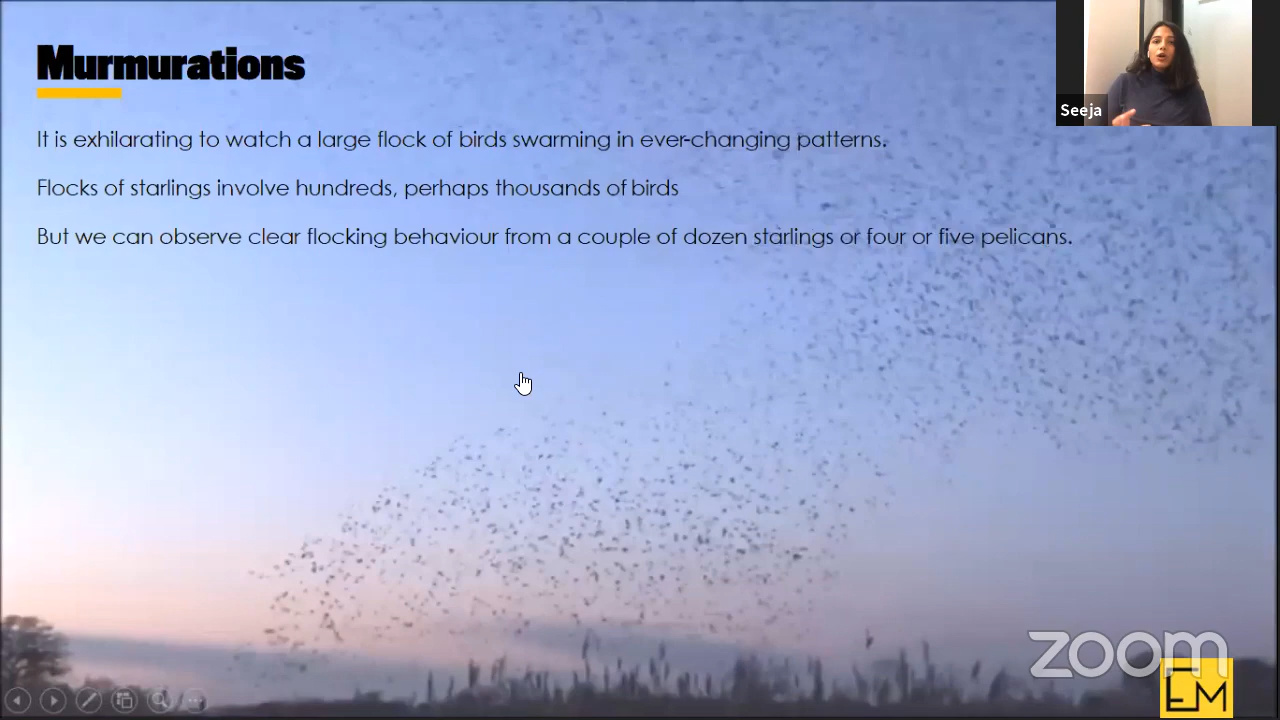 Murmurations
Seeja
It is exhilarating to watch a large flock of birds swarming in ever-changing patterns.
Flocks of starlings involve hundreds, perhaps thousands of birds
But we can observe clear flocking behaviour from a couple of dozen starlings or four or five pelicans.
zoom
EM